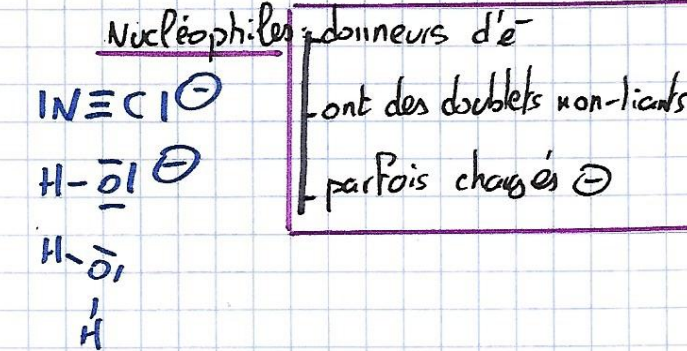 Nucléophiles : donneurs d'e⁻
- ont des doublets non-liants
- parfois chargés ⊖
|N≡C|⊖
H-O|⊖
H-O|
H